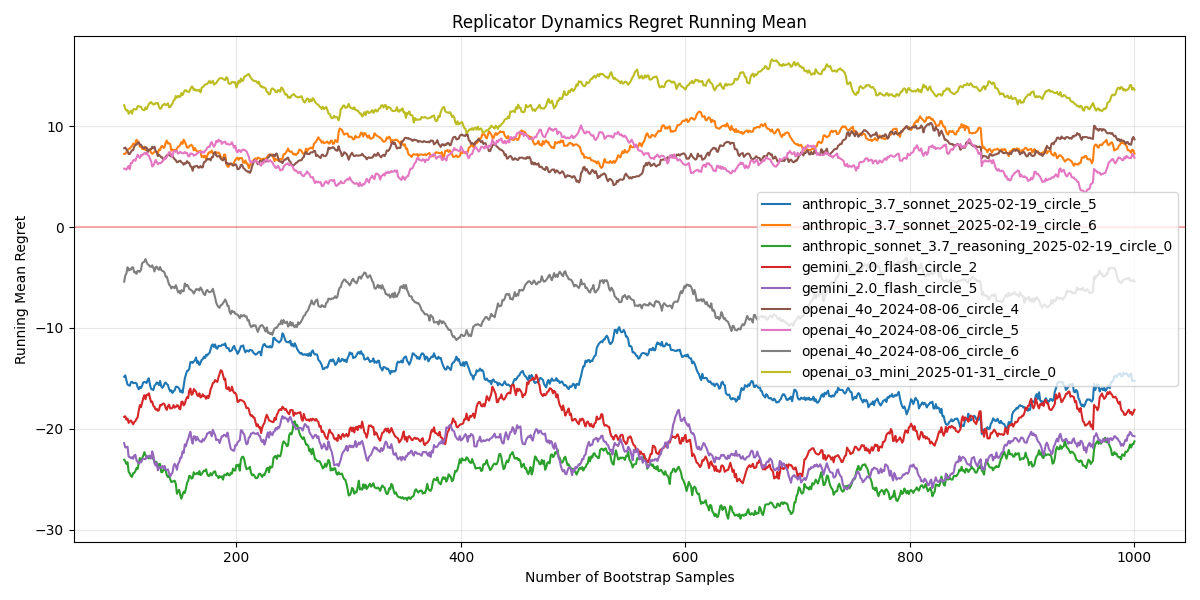 Replicator Dynamics Regret Running Mean
Running Mean Regret
10
0
−10
−20
−30
anthropic_3.7_sonnet_2025-02-19_circle_5
anthropic_3.7_sonnet_2025-02-19_circle_6
anthropic_sonnet_3.7_reasoning_2025-02-19_circle_0
gemini_2.0_flash_circle_2
gemini_2.0_flash_circle_5
openai_4o_2024-08-06_circle_4
openai_4o_2024-08-06_circle_5
openai_4o_2024-08-06_circle_6
openai_o3_mini_2025-01-31_circle_0
200 400 600 800 1000
Number of Bootstrap Samples